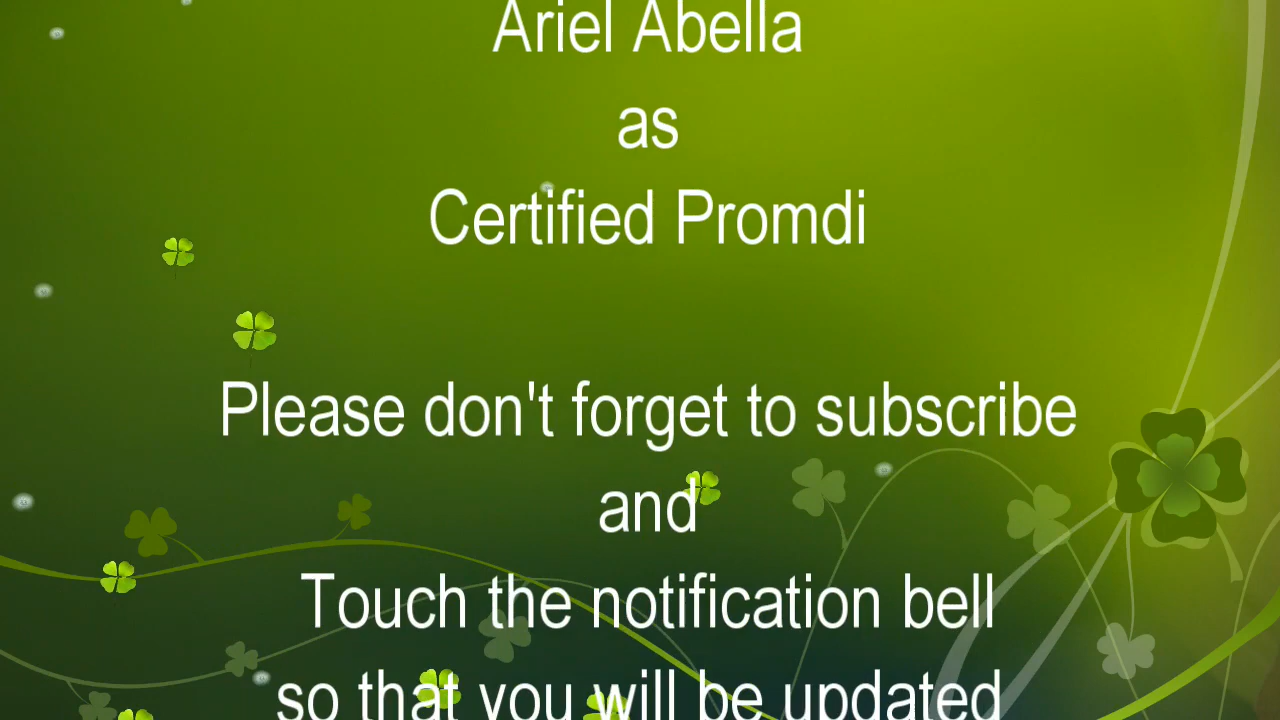 Ariel Abella
as
Certified Promdi
Please don't forget to subscribe
and
Touch the notification bell
so that you will be updated